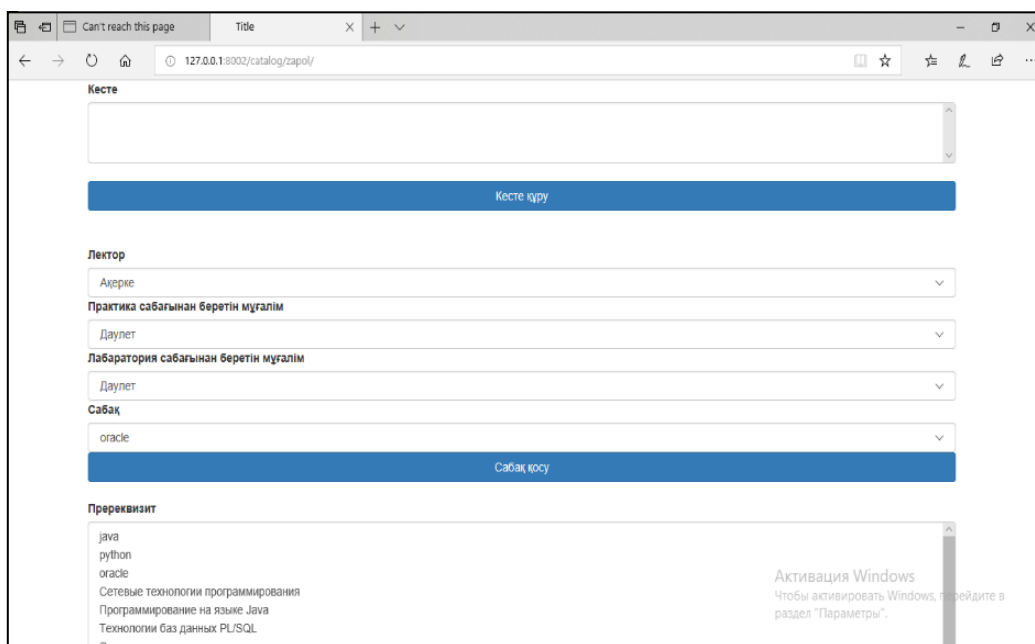 Can't reach this page
Title
127.0.0.1:8002/catalog/zapol/
Кесте
Кесте құру
Лектор
Ақерке
Практика сабағынан беретін мұғалім
Даулет
Лабаратория сабағынан беретін мұғалім
Даулет
Сабақ
oracle
Сабақ қосу
Пререквизит
java
python
oracle
Сетевые технологии программирования
Программирование на языке Java
Технологии баз данных PL/SQL
Активация Windows
Чтобы активировать Windows, перейдите в
раздел "Параметры".